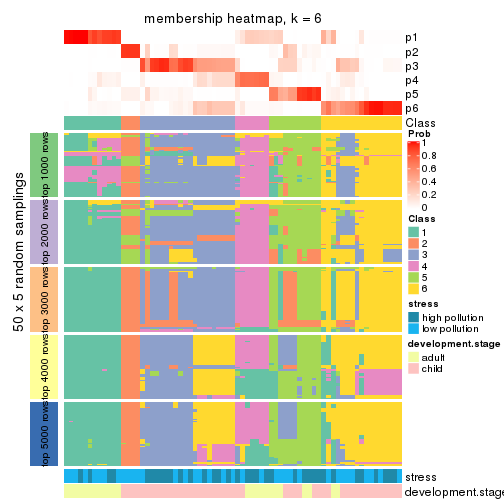 membership heatmap, k = 6
p1
p2
p3
p4
p5
p6
Class
50 x 5 random samplings
top 1000 rows
top 2000 rows
top 3000 rows
top 4000 rows
top 5000 rows
stress
development.stage
Prob
1
0.8
0.6
0.4
0.2
0
Class
1
2
3
4
5
6
stress
high pollution
low pollution
development.stage
adult
child